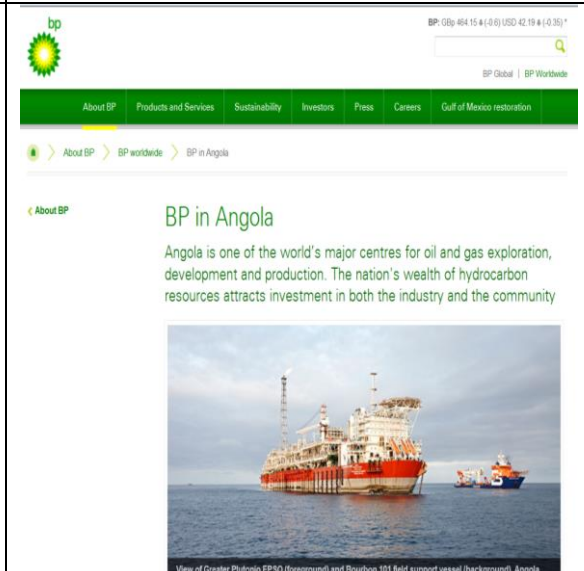 bp
BP: GBp 464.15 (-0.6) USD 42.19 (-0.35) *
BP Global | BP Worldwide
About BP Products and Services Sustainability Investors Press Careers Gulf of Mexico restoration
About BP BP worldwide BP in Angola
About BP
BP in Angola
Angola is one of the world's major centres for oil and gas exploration,
development and production. The nation's wealth of hydrocarbon
resources attracts investment in both the industry and the community
View of Greater Plutonio FPSO (foreground) and Bourbon 101 field support vessel (background), Angola